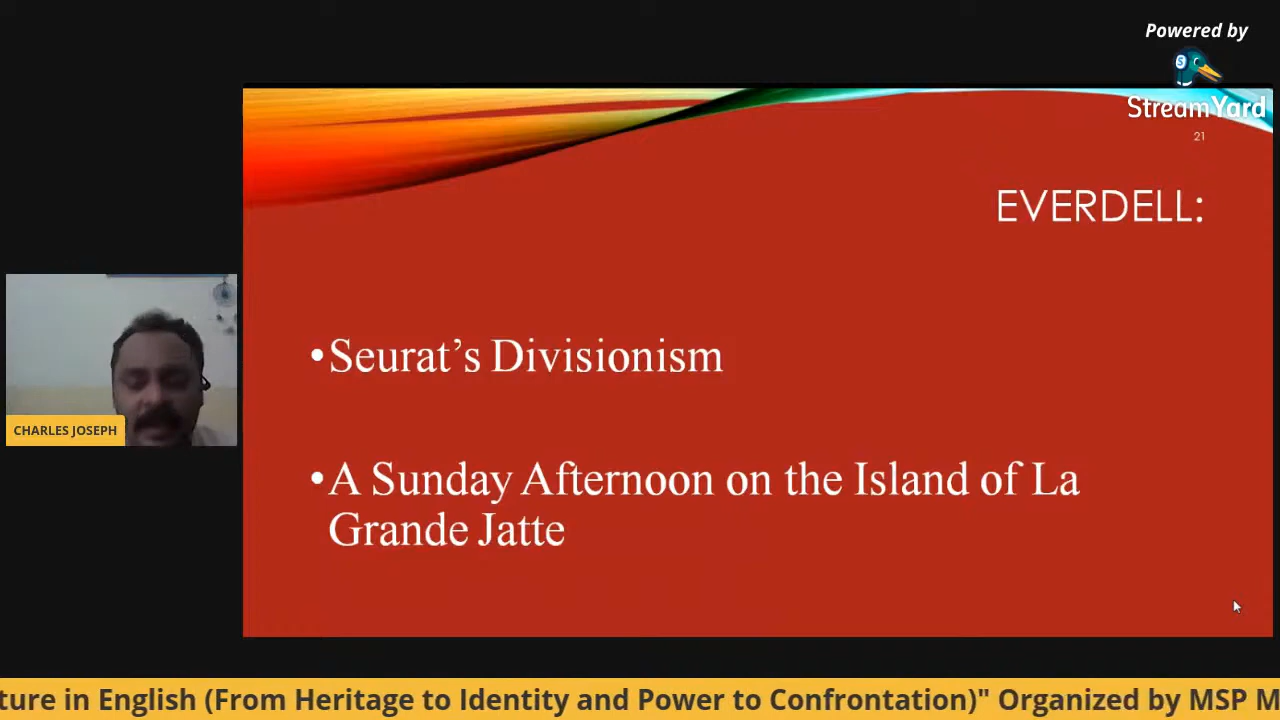 Powered by
StreamYard
21
EVERDELL:
•Seurat’s Divisionism
•A Sunday Afternoon on the Island of La
Grande Jatte
CHARLES JOSEPH
ture in English (From Heritage to Identity and Power to Confrontation)" Organized by MSP M